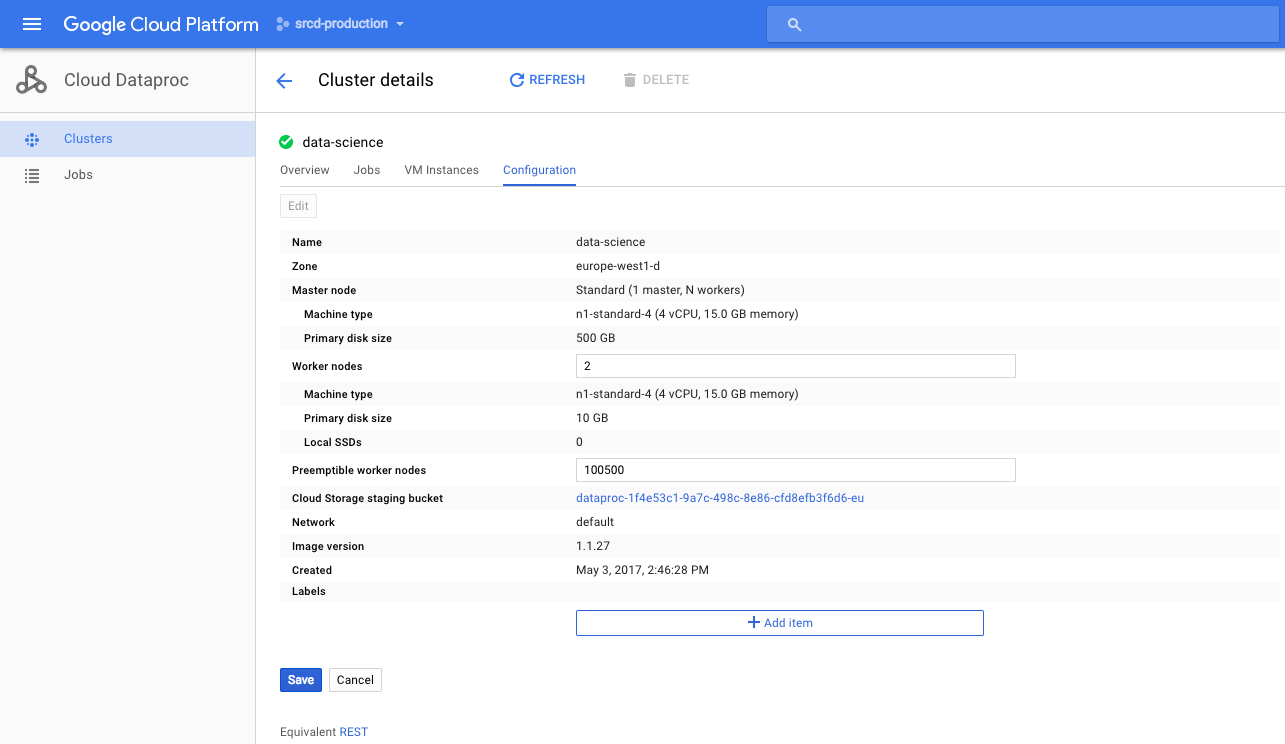 Google Cloud Platform srcd-production
Cloud Dataproc
Cluster details REFRESH DELETE
Clusters
Jobs
data-science
Overview Jobs VM Instances Configuration
Edit
Name data-science
Zone europe-west1-d
Master node Standard (1 master, N workers)
Machine type n1-standard-4 (4 vCPU, 15.0 GB memory)
Primary disk size 500 GB
Worker nodes 2
Machine type n1-standard-4 (4 vCPU, 15.0 GB memory)
Primary disk size 10 GB
Local SSDs 0
Preemptible worker nodes 100500
Cloud Storage staging bucket dataproc-1f4e53c1-9a7c-498c-8e86-cfd8efb3f6d6-eu
Network default
Image version 1.1.27
Created May 3, 2017, 2:46:28 PM
Labels
Add item
Save Cancel
Equivalent REST